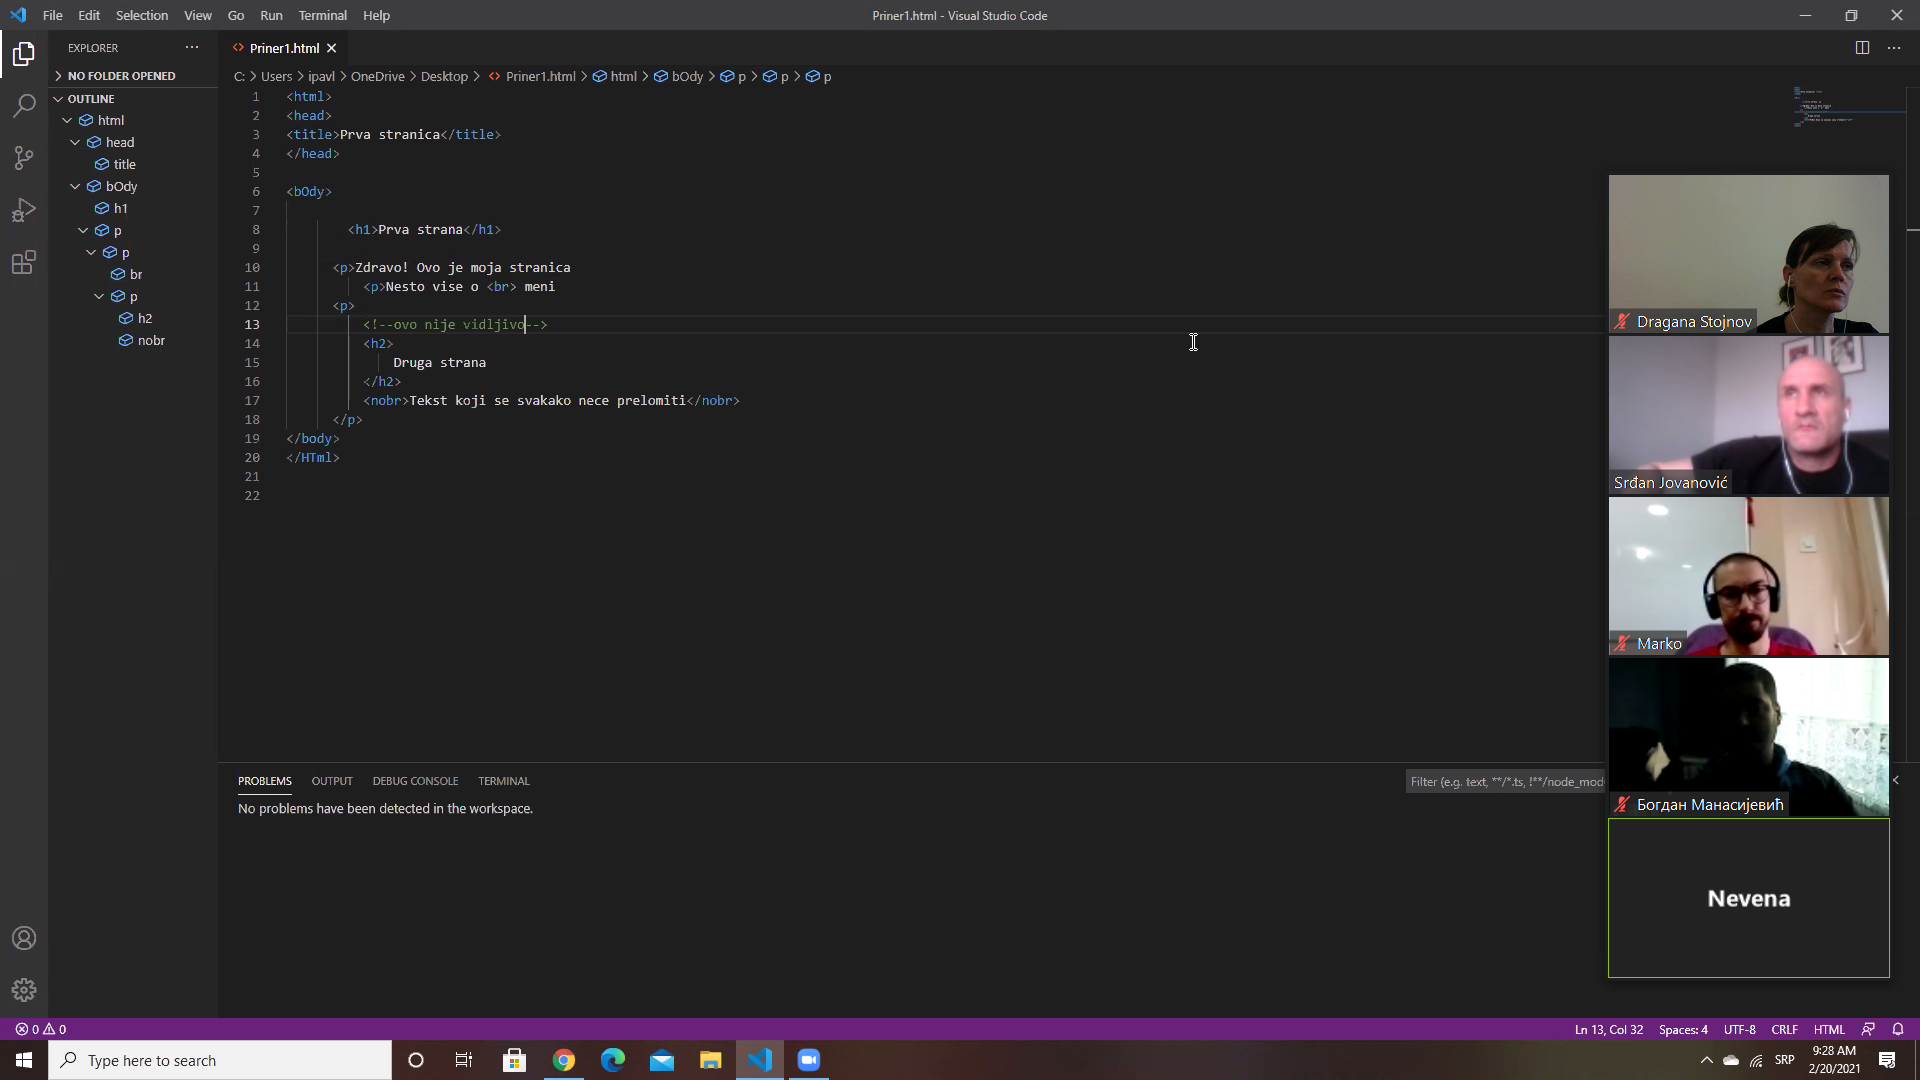 File Edit Selection View Go Run Terminal Help
Priner1.html - Visual Studio Code
EXPLORER
NO FOLDER OPENED
OUTLINE
html
head
title
bOdy
h1
p
p
br
p
h2
nobr
Priner1.html
C: > Users > ipavl > OneDrive > Desktop > Priner1.html > html > bOdy > p > p > p
1 <html>
2 <head>
3 <title>Prva stranica</title>
4 </head>
5
6 <bOdy>
7
8 <h1>Prva strana</h1>
9
10 <p>Zdravo! Ovo je moja stranica
11 <p>Nesto vise o <br> meni
12 <p>
13 <!--ovo nije vidljivo-->
14 <h2>
15 Druga strana
16 </h2>
17 <nobr>Tekst koji se svakako nece prelomiti</nobr>
18 </p>
19 </body>
20 </HTml>
21
22
Dragana Stojnov
Srđan Jovanović
Marko
Богдан Манасијевић
Nevena
PROBLEMS OUTPUT DEBUG CONSOLE TERMINAL
Filter (e.g. text, **/*.ts, !**/node_mod
No problems have been detected in the workspace.
0 0
Ln 13, Col 32 Spaces: 4 UTF-8 CRLF HTML
Type here to search
SRP
9:28 AM
2/20/2021